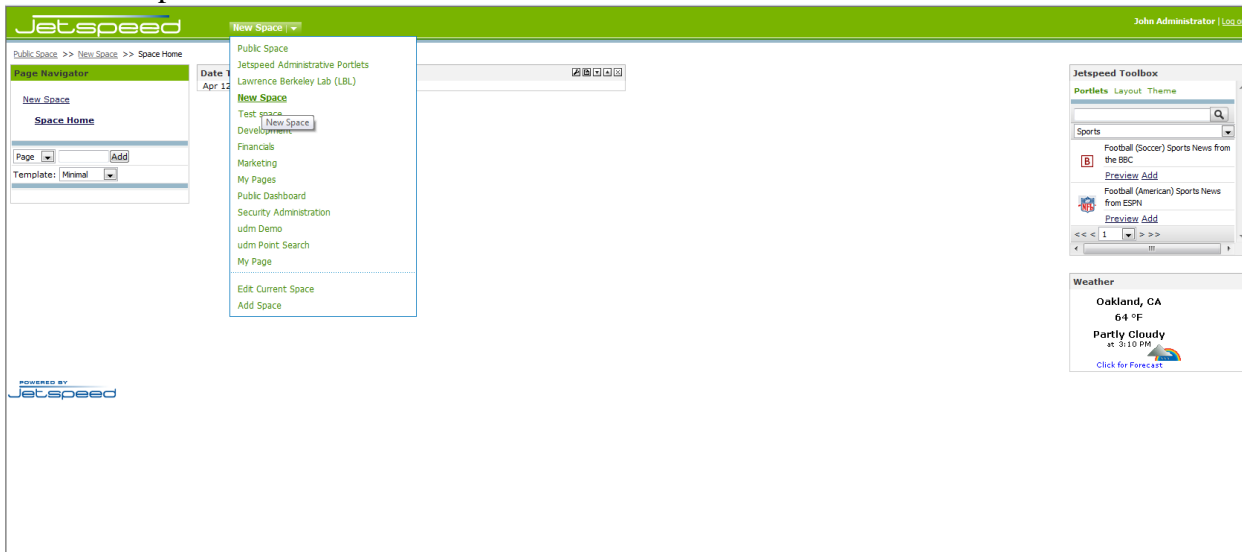 Jetspeed
New Space
John Administrator | Log o
Public Space >> New Space >> Space Home
Page Navigator
New Space
Space Home
Page
Add
Template: Minimal
Date T
Apr 12
Public Space
Jetspeed Administrative Portlets
Lawrence Berkeley Lab (LBL)
New Space
Test space
New Space
Development
Financials
Marketing
My Pages
Public Dashboard
Security Administration
udm Demo
udm Point Search
My Page
Edit Current Space
Add Space
Jetspeed Toolbox
Portlets Layout Theme
Sports
Football (Soccer) Sports News from
B the BBC
Preview Add
Football (American) Sports News
NFL from ESPN
Preview Add
<< < 1 > >>
Weather
Oakland, CA
64 ºF
Partly Cloudy
at 3:10 PM
Click for Forecast
POWERED BY
Jetspeed